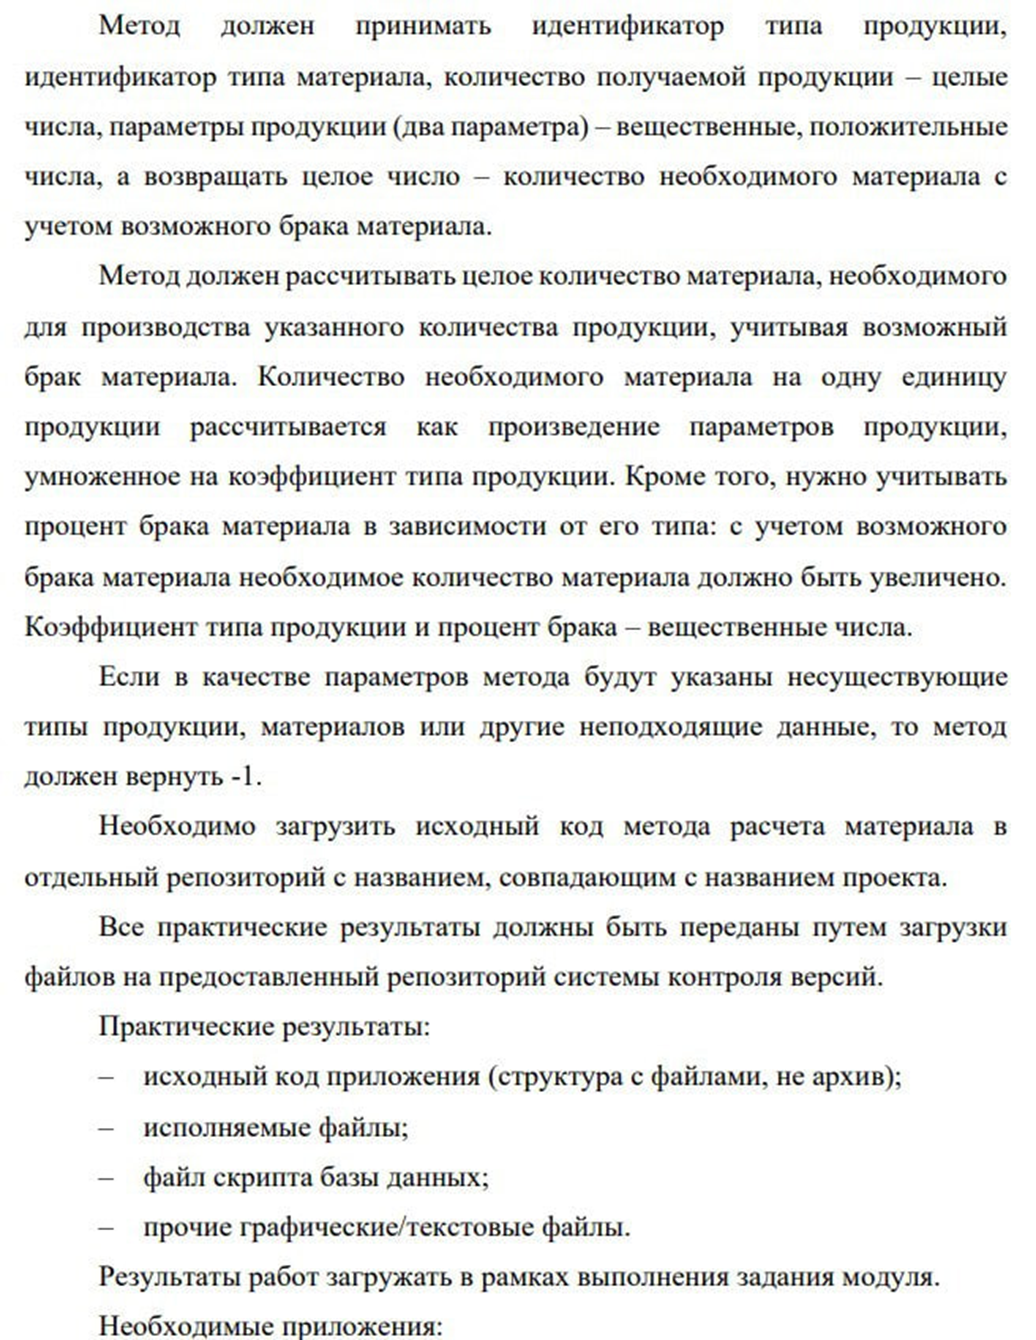 Метод должен принимать идентификатор типа продукции,
идентификатор типа материала, количество получаемой продукции – целые
числа, параметры продукции (два параметра) – вещественные, положительные
числа, а возвращать целое число – количество необходимого материала с
учетом возможного брака материала.
Метод должен рассчитывать целое количество материала, необходимого
для производства указанного количества продукции, учитывая возможный
брак материала. Количество необходимого материала на одну единицу
продукции рассчитывается как произведение параметров продукции,
умноженное на коэффициент типа продукции. Кроме того, нужно учитывать
процент брака материала в зависимости от его типа: с учетом возможного
брака материала необходимое количество материала должно быть увеличено.
Коэффициент типа продукции и процент брака – вещественные числа.
Если в качестве параметров метода будут указаны несуществующие
типы продукции, материалов или другие неподходящие данные, то метод
должен вернуть -1.
Необходимо загрузить исходный код метода расчета материала в
отдельный репозиторий с названием, совпадающим с названием проекта.
Все практические результаты должны быть переданы путем загрузки
файлов на предоставленный репозиторий системы контроля версий.
Практические результаты:
– исходный код приложения (структура с файлами, не архив);
– исполняемые файлы;
– файл скрипта базы данных;
– прочие графические/текстовые файлы.
Результаты работ загружать в рамках выполнения задания модуля.
Необходимые приложения: